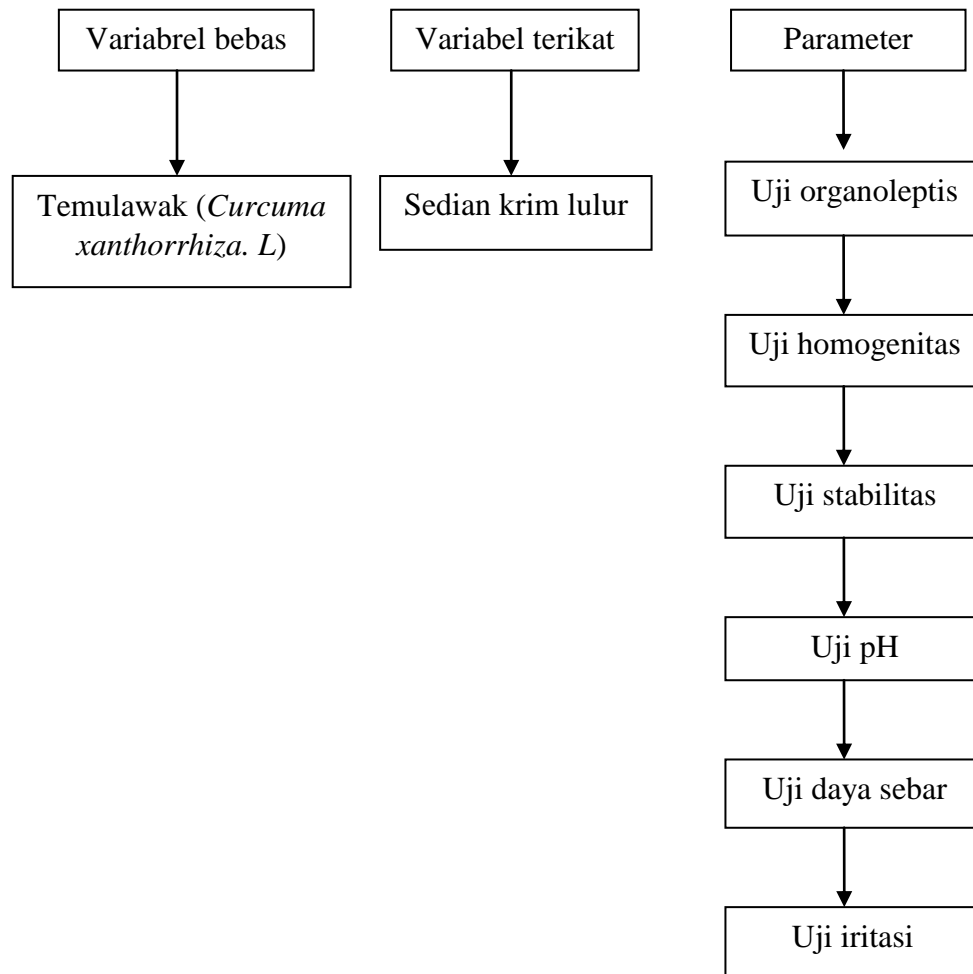 Variabrel bebas
Variabel terikat
Parameter
Temulawak (Curcuma
xanthorrhiza. L)
Sedian krim lulur
Uji organoleptis
Uji homogenitas
Uji stabilitas
Uji pH
Uji daya sebar
Uji iritasi